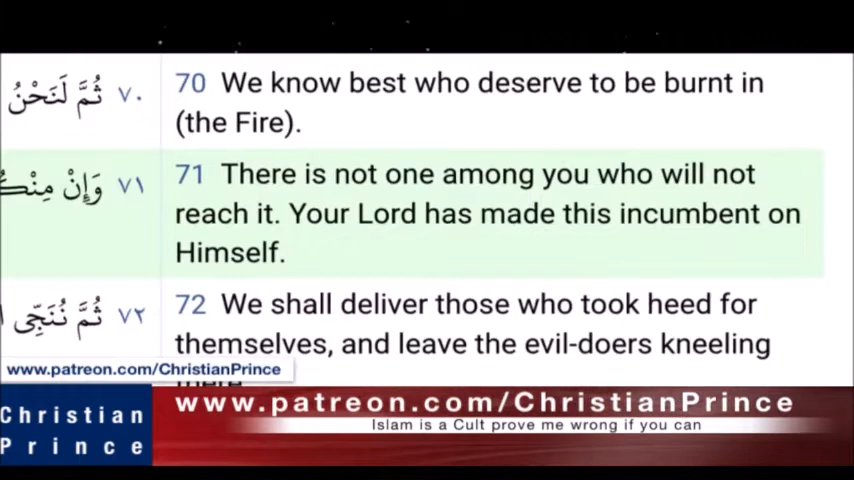 ثُمَّ لَنَحْنُ ٧٠ 70 We know best who deserve to be burnt in
(the Fire).
٧١ 71 There is not one among you who will not
وَإِنْ مِنْكُ reach it. Your Lord has made this incumbent on
Himself.
ثُمَّ نُنَجِّى ٧٢ 72 We shall deliver those who took heed for
themselves, and leave the evil-doers kneeling
there
www.patreon.com/ChristianPrince
Christian
Prince
www.patreon.com/ChristianPrince
Islam is a Cult prove me wrong if you can